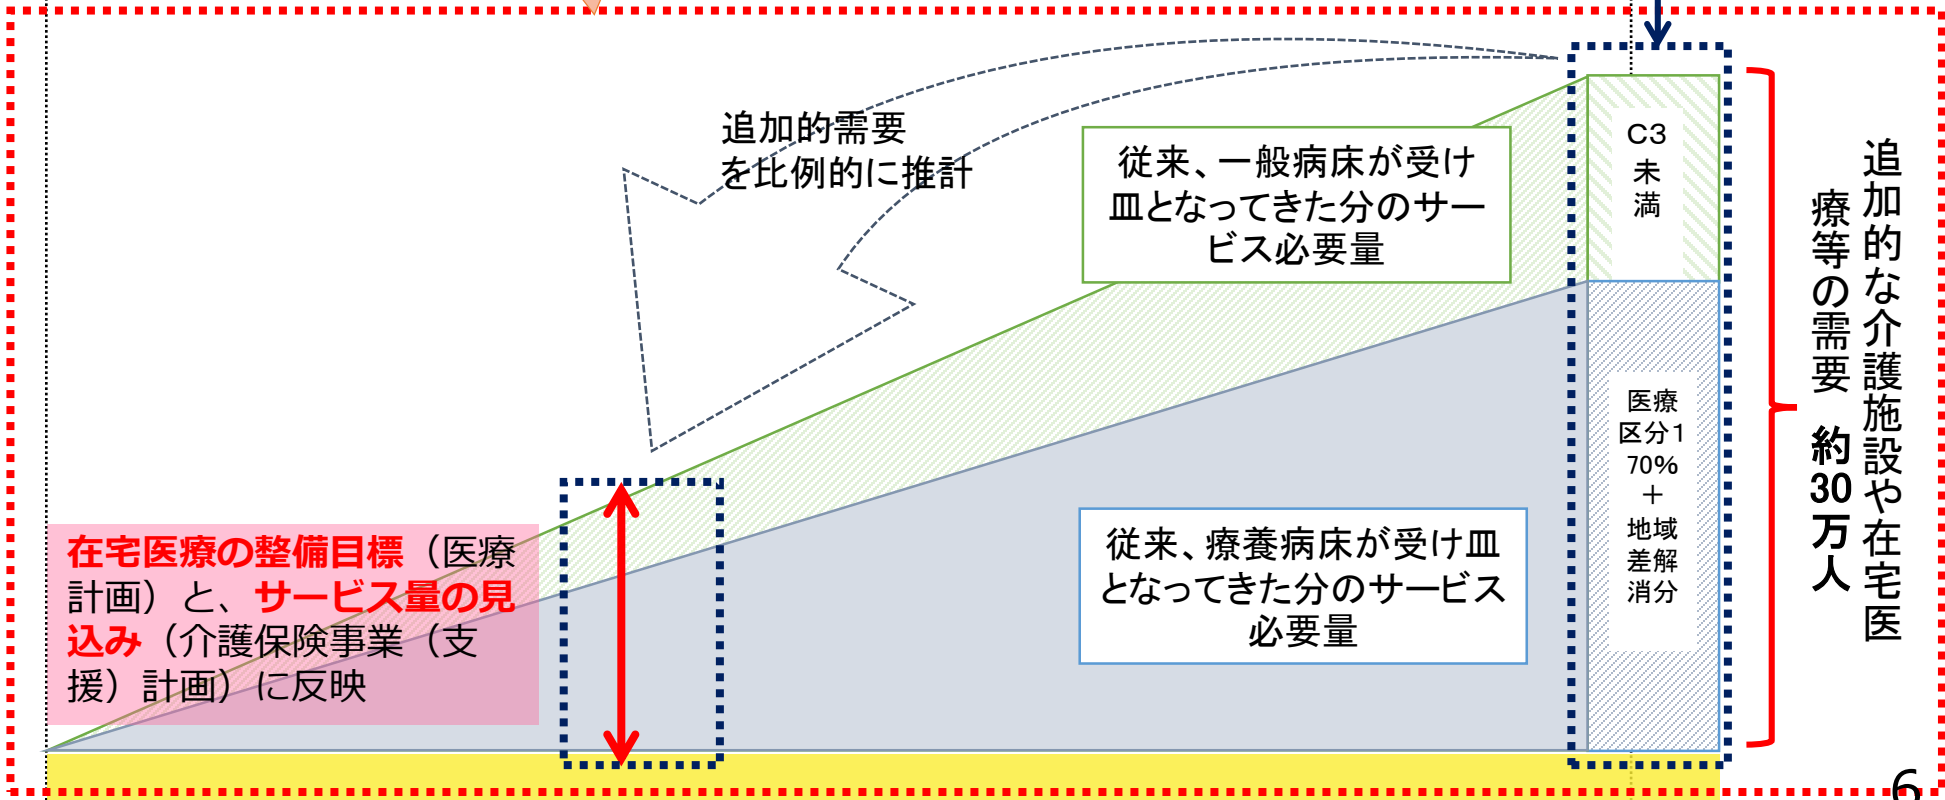 追加的需要
を比例的に推計
従来、一般病床が受け
皿となってきた分のサー
ビス必要量
C3
未
満
追加的な介護施設や在宅医
療等の需要 約30万人
医療
区分1
70%
＋
地域
差解
消分
在宅医療の整備目標（医療
計画）と、サービス量の見
込み（介護保険事業（支
援）計画）に反映
従来、療養病床が受け皿
となってきた分のサービス
必要量
6